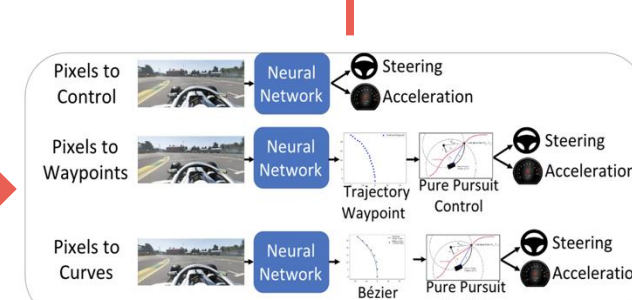 Pixels to
Control
Neural
Network
Steering
Acceleration
Pixels to
Waypoints
Neural
Network
Trajectory
Waypoint
Pure Pursuit
Control
Steering
Acceleration
Pixels to
Curves
Neural
Network
Bézier
Pure Pursuit
Steering
Acceleratio